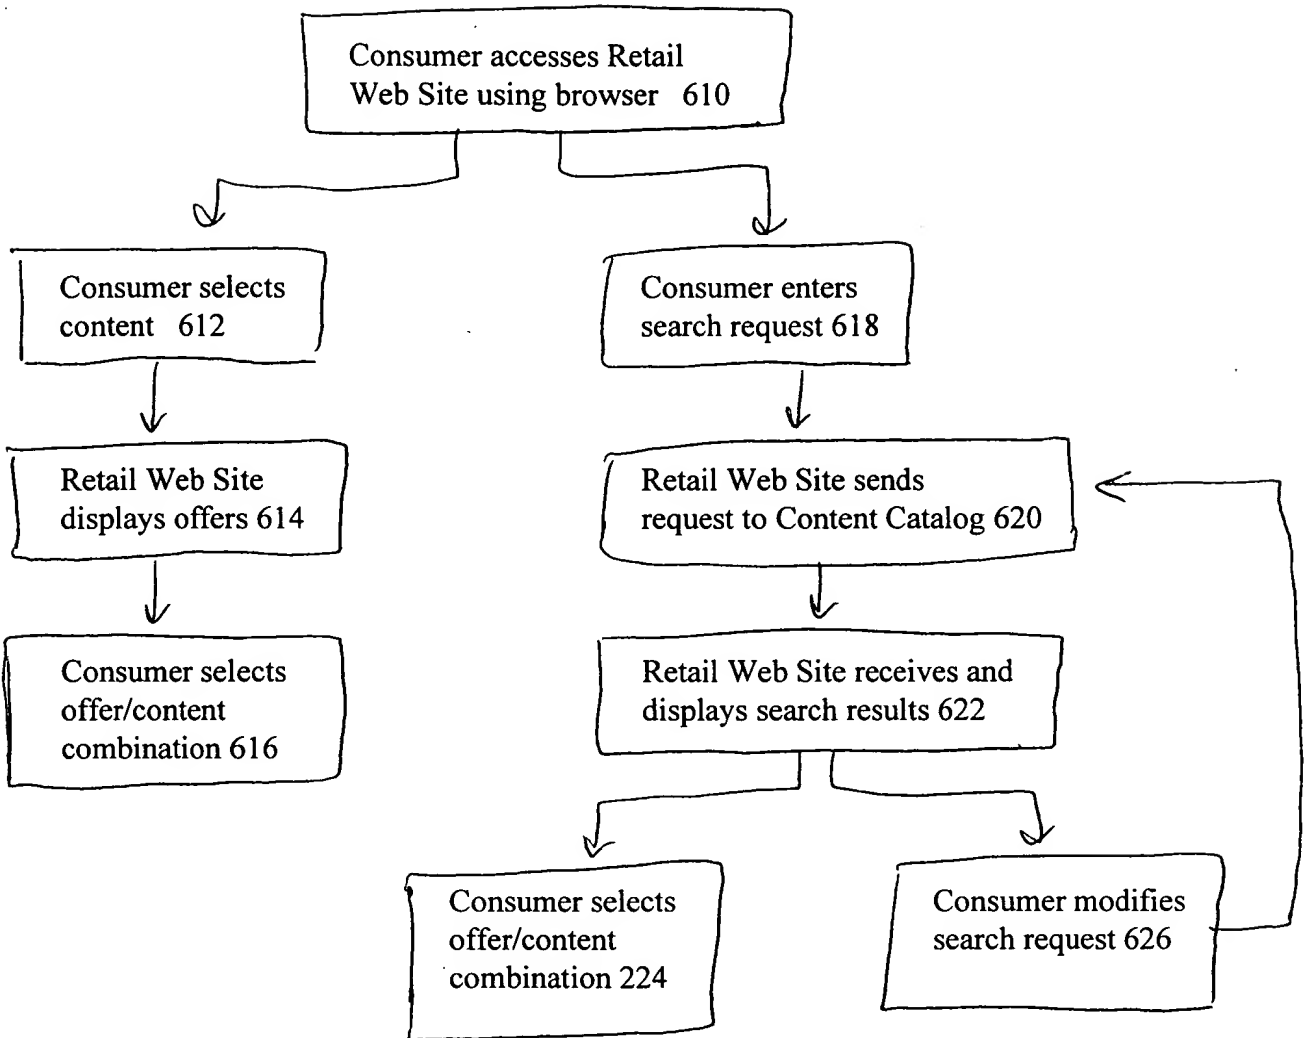 Consumer accesses Retail
Web Site using browser 610
Consumer selects
content 612
Consumer enters
search request 618
Retail Web Site
displays offers 614
Retail Web Site sends
request to Content Catalog 620
Consumer selects
offer/content
combination 616
Retail Web Site receives and
displays search results 622
Consumer selects
offer/content
combination 224
Consumer modifies
search request 626